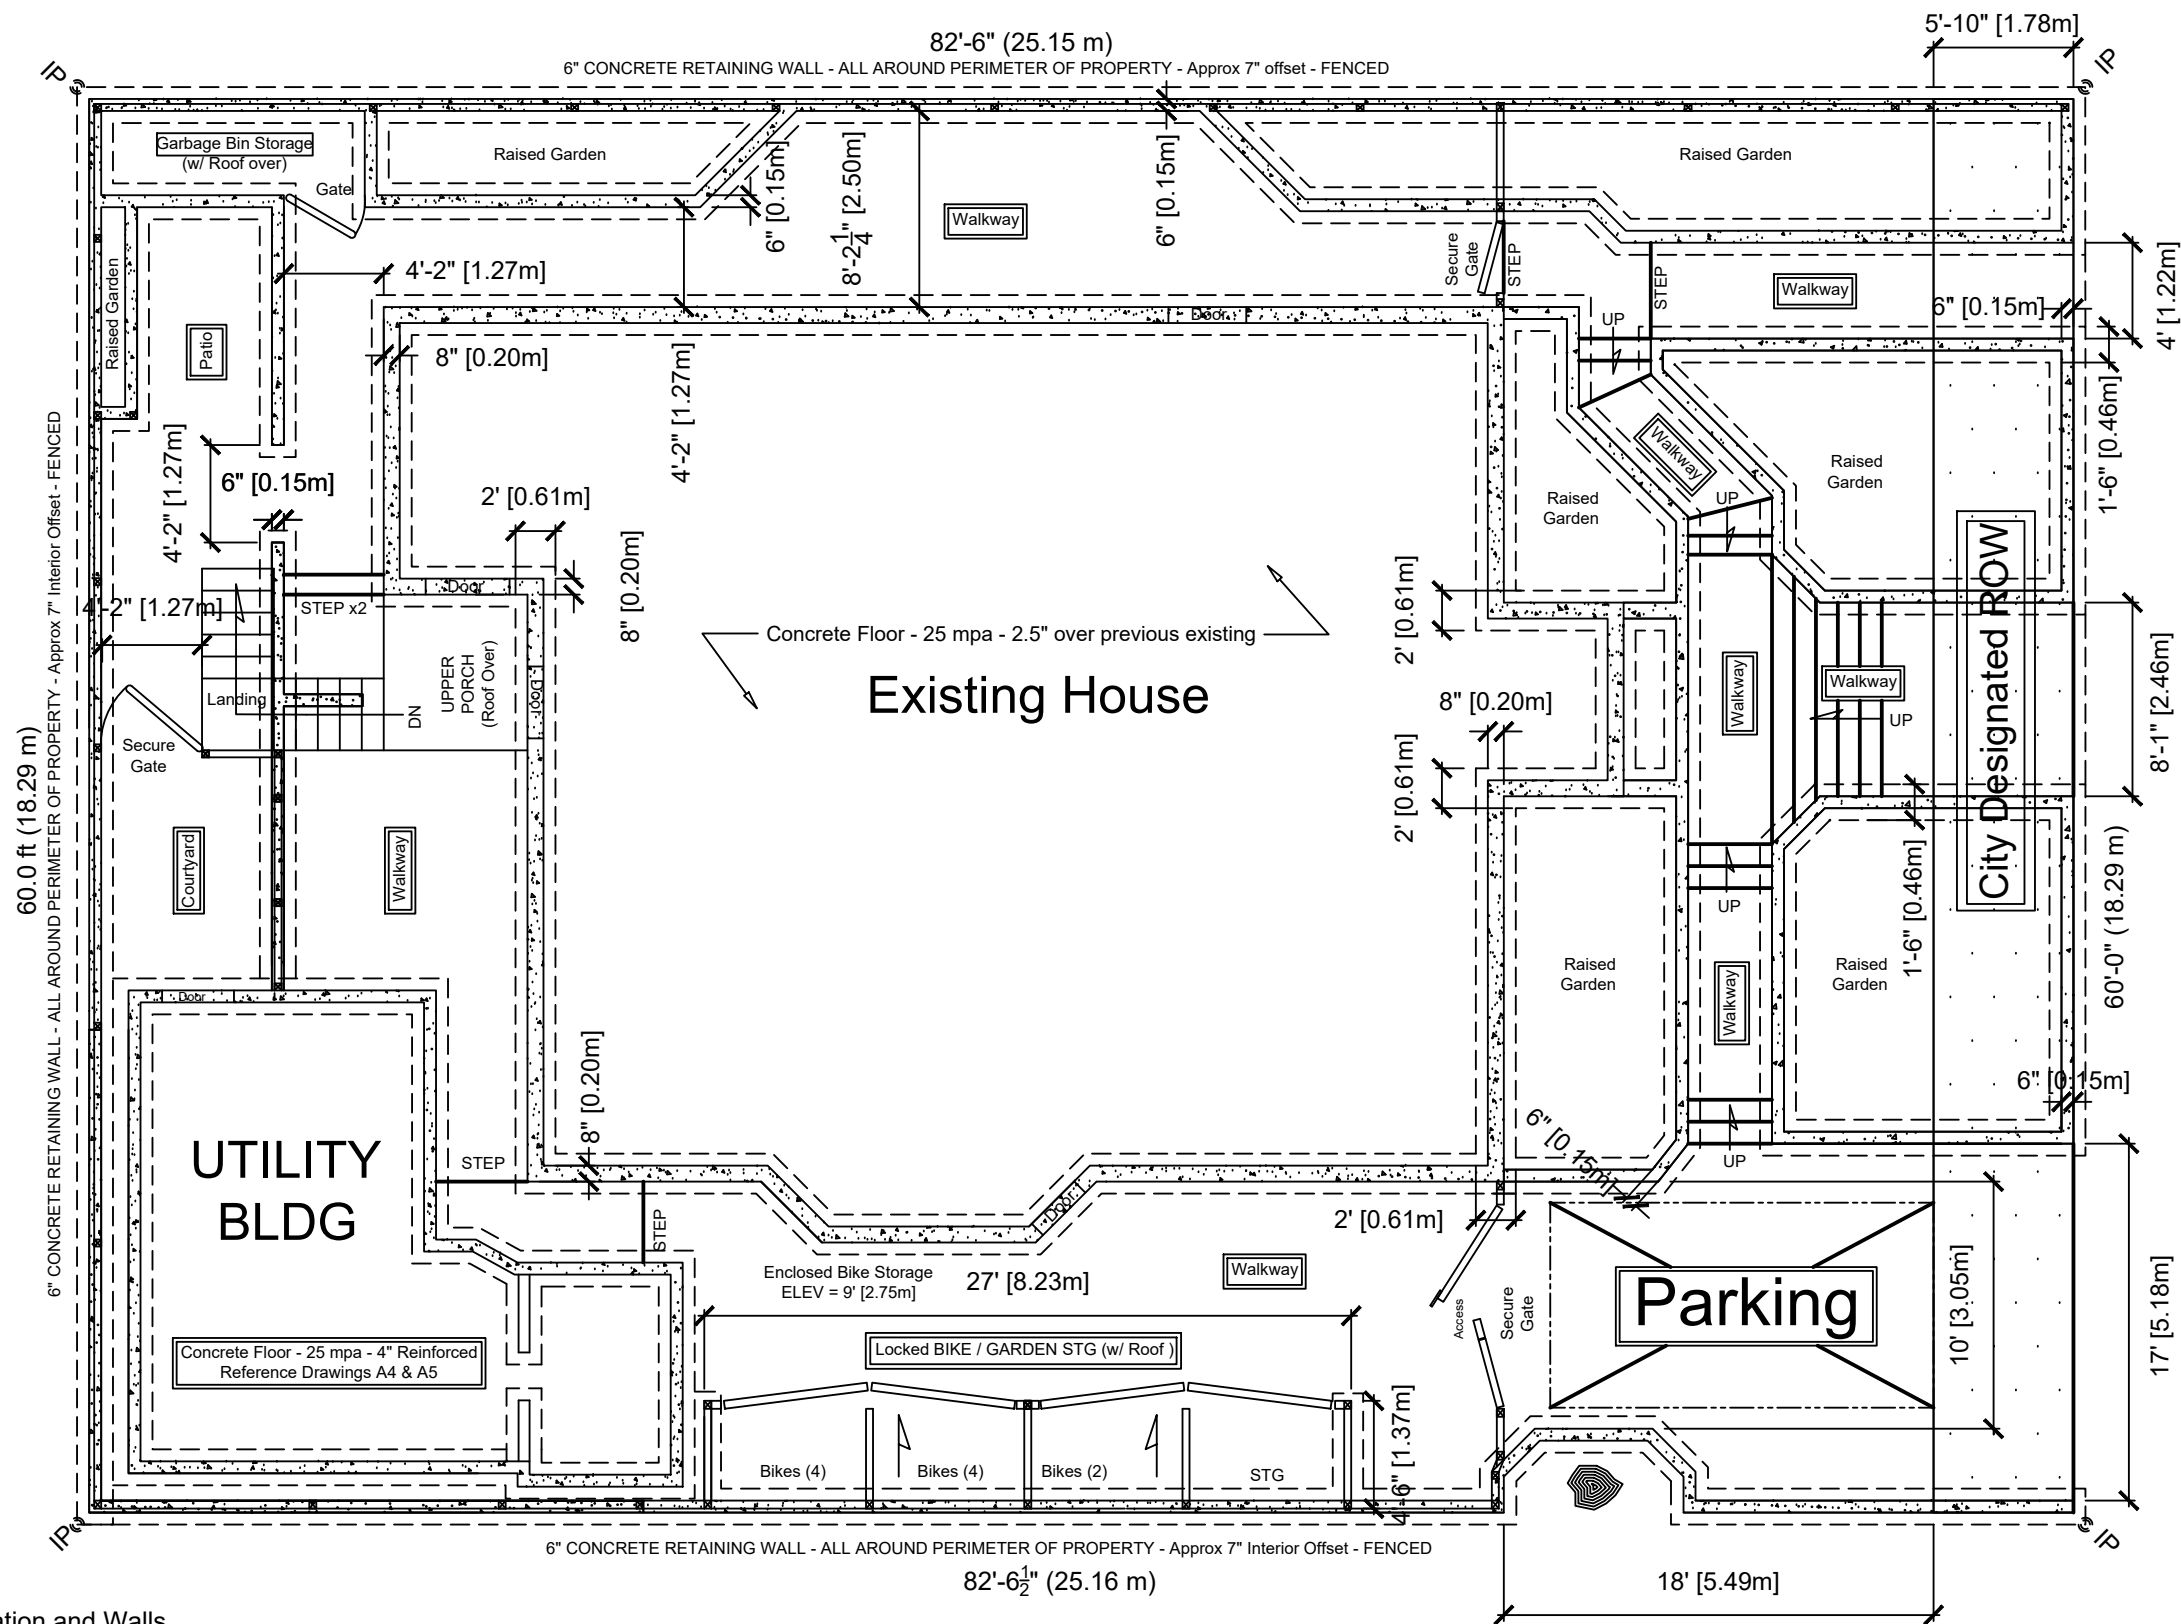 5'-10" [1.78m]
82'-6" (25.15 m)
6" CONCRETE RETAINING WALL - ALL AROUND PERIMETER OF PROPERTY - Approx 7" offset - FENCED
IP
IP
Garbage Bin Storage
(w/ Roof over)
Gate
Raised Garden
6" [0.15m]
8'-2 1/4" [2.50m]
Walkway
6" [0.15m]
Raised Garden
Secure
Gate
STEP
STEP
Walkway
6" [0.15m]
4' [1.22m]
Raised Garden
Patio
4'-2" [1.27m]
8" [0.20m]
4'-2" [1.27m]
Door
UP
1'-6" [0.46m]
Walkway
Raised
Garden
Raised
Garden
UP
4'-2" [1.27m]
6" [0.15m]
2' [0.61m]
8" [0.20m]
Door
4'-2" [1.27m]
STEP x2
UPPER
PORCH
(Roof Over)
Door
DN
Landing
Secure
Gate
Concrete Floor - 25 mpa - 2.5" over previous existing
Existing House
2' [0.61m]
8" [0.20m]
2' [0.61m]
Walkway
Walkway
UP
City Designated ROW
8'-1" [2.46m]
60.0 ft (18.29 m)
6" CONCRETE RETAINING WALL - ALL AROUND PERIMETER OF PROPERTY - Approx 7" Interior Offset - FENCED
Courtyard
Walkway
UP
1'-6" [0.46m]
60'-0" (18.29 m)
Raised
Garden
Walkway
Raised
Garden
Door
8" [0.20m]
6" [0.15m]
6" [0.15m]
UP
UTILITY
BLDG
STEP
STEP
Door
2' [0.61m]
Enclosed Bike Storage
ELEV = 9' [2.75m]
27' [8.23m]
Walkway
Access
Secure
Gate
Parking
10' [3.05m]
17' [5.18m]
Concrete Floor - 25 mpa - 4" Reinforced
Reference Drawings A4 & A5
Locked BIKE / GARDEN STG (w/ Roof )
4'-6" [1.37m]
Bikes (4)
Bikes (4)
Bikes (2)
STG
IP
IP
6" CONCRETE RETAINING WALL - ALL AROUND PERIMETER OF PROPERTY - Approx 7" Interior Offset - FENCED
82'-6 1/2" (25.16 m)
18' [5.49m]
and Walls